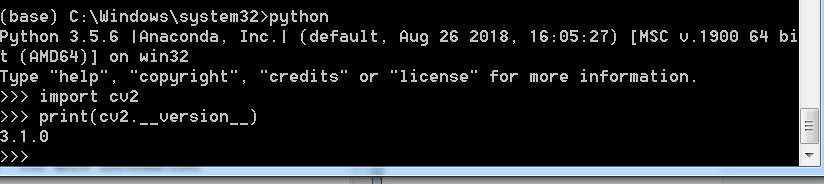 (base) C:\Windows\system32>python
Python 3.5.6 |Anaconda, Inc.| (default, Aug 26 2018, 16:05:27) [MSC v.1900 64 bi
t (AMD64)] on win32
Type "help", "copyright", "credits" or "license" for more information.
>>> import cv2
>>> print(cv2.__version__)
3.1.0
>>>